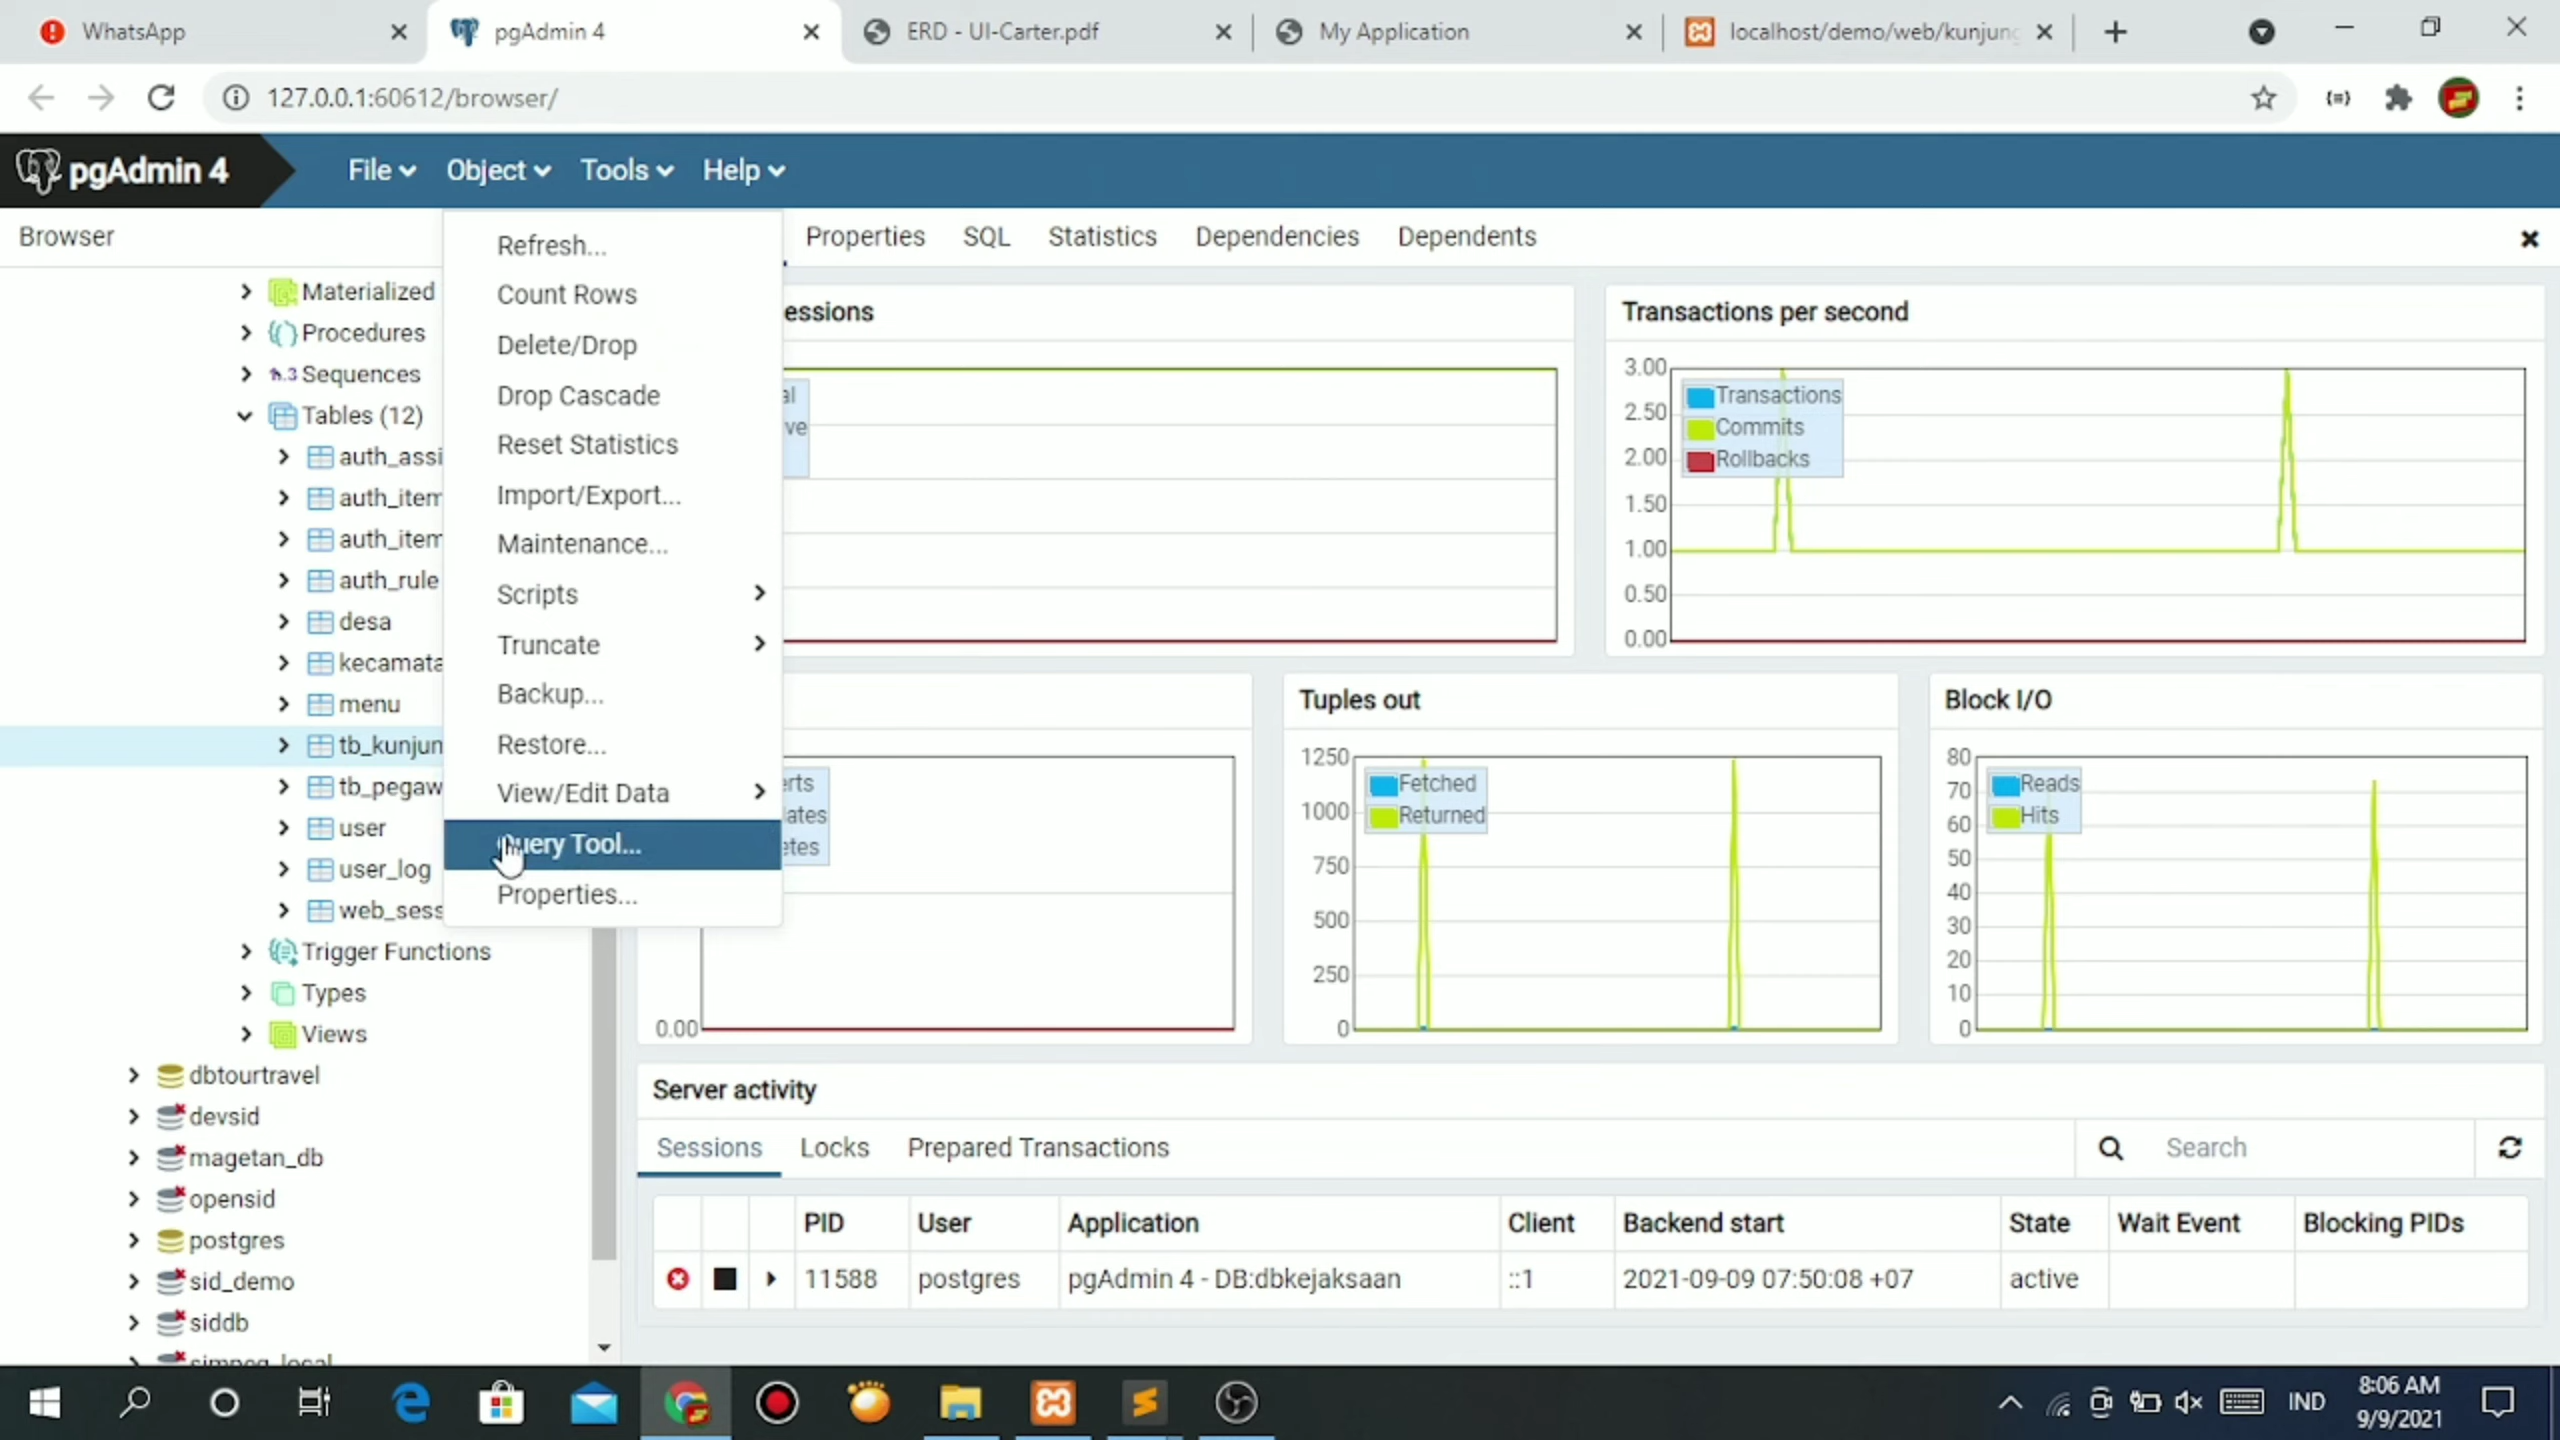 WhatsApp
pgAdmin 4
ERD - UI-Carter.pdf
My Application
localhost/demo/web/kunjung
127.0.0.1:60612/browser/
pgAdmin 4
File
Object
Tools
Help
Browser
Properties
SQL
Statistics
Dependencies
Dependents
Materialized
Procedures
Sequences
Tables (12)
auth_assi
auth_item
auth_item
auth_rule
desa
kecamata
menu
tb_kunjun
tb_pegaw
user
user_log
web_sess
Trigger Functions
Types
Views
dbtourtravel
devsid
magetan_db
opensid
postgres
sid_demo
siddb
simpeg_local
Refresh...
Count Rows
Delete/Drop
Drop Cascade
Reset Statistics
Import/Export...
Maintenance...
Scripts
Truncate
Backup...
Restore...
View/Edit Data
Query Tool...
Properties...
essions
al
ve
Transactions per second
3.00
2.50
2.00
1.50
1.00
0.50
0.00
Transactions
Commits
Rollbacks
erts
lates
etes
0.00
Tuples out
1250
1000
750
500
250
0
Fetched
Returned
Block I/O
80
70
60
50
40
30
20
10
0
Reads
Hits
Server activity
Sessions
Locks
Prepared Transactions
Search
PID User Application Client Backend start State Wait Event Blocking PIDs
11588 postgres pgAdmin 4 - DB:dbkejaksaan ::1 2021-09-09 07:50:08 +07 active
IND
8:06 AM
9/9/2021